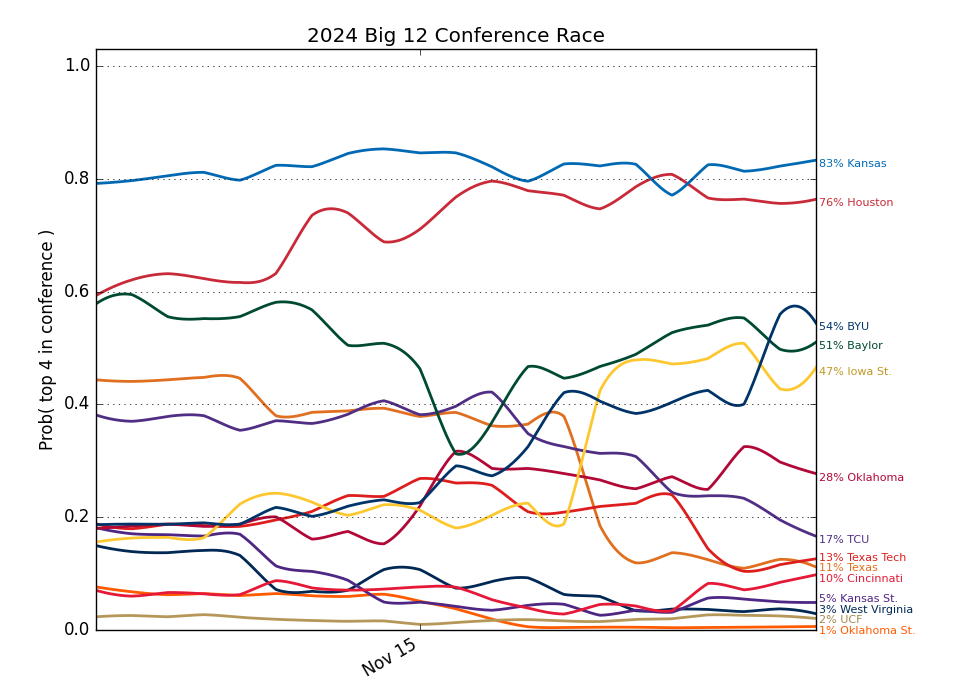 2024 Big 12 Conference Race
Prob( top 4 in conference )
1.0
0.8
0.6
0.4
0.2
0.0
Nov 15
83% Kansas
76% Houston
54% BYU
51% Baylor
47% Iowa St.
28% Oklahoma
17% TCU
13% Texas Tech
11% Texas
10% Cincinnati
5% Kansas St.
3% West Virginia
2% UCF
1% Oklahoma St.